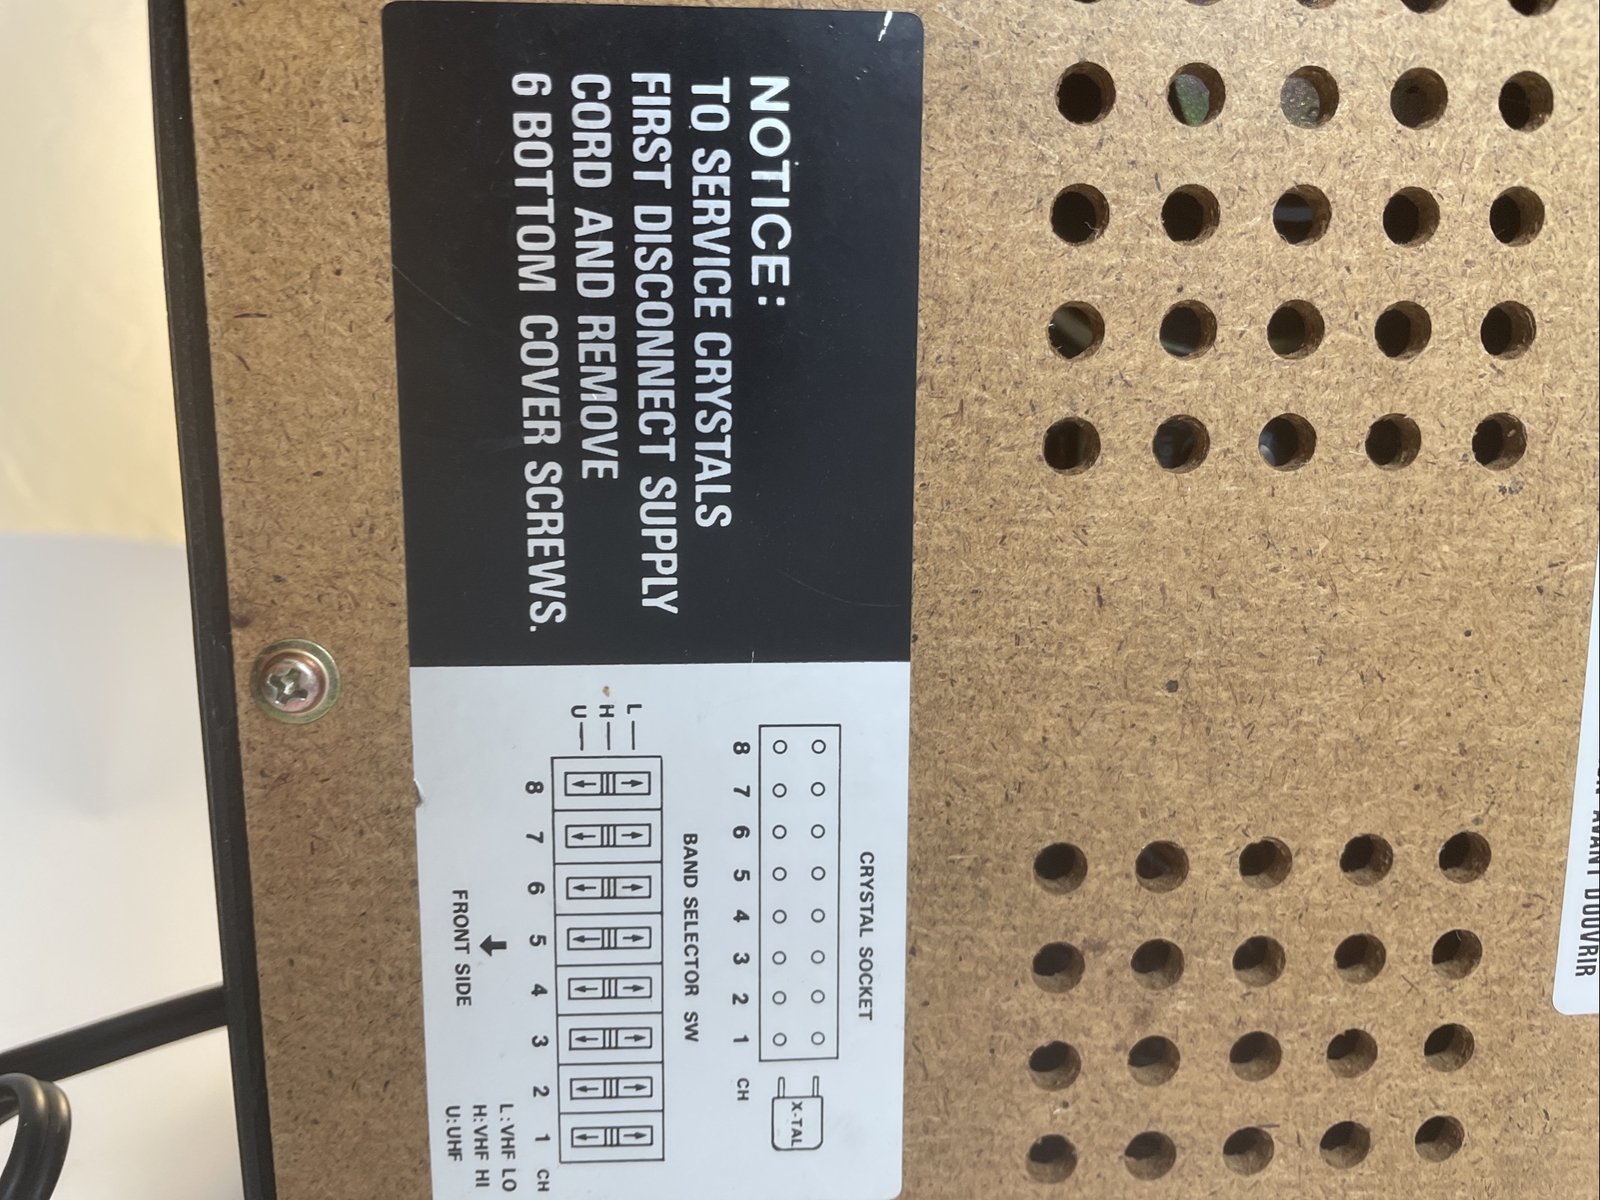 NOTICE:
TO SERVICE CRYSTALS
FIRST DISCONNECT SUPPLY
CORD AND REMOVE
6 BOTTOM COVER SCREWS.
CRYSTAL SOCKET
X-TAL
8 7 6 5 4 3 2 1 CH
BAND SELECTOR SW
L
H
U
8 7 6 5 4 3 2 1 CH
FRONT SIDE
L:VHF LO
H:VHF HI
U:UHF
AVANT D'OUVRIR